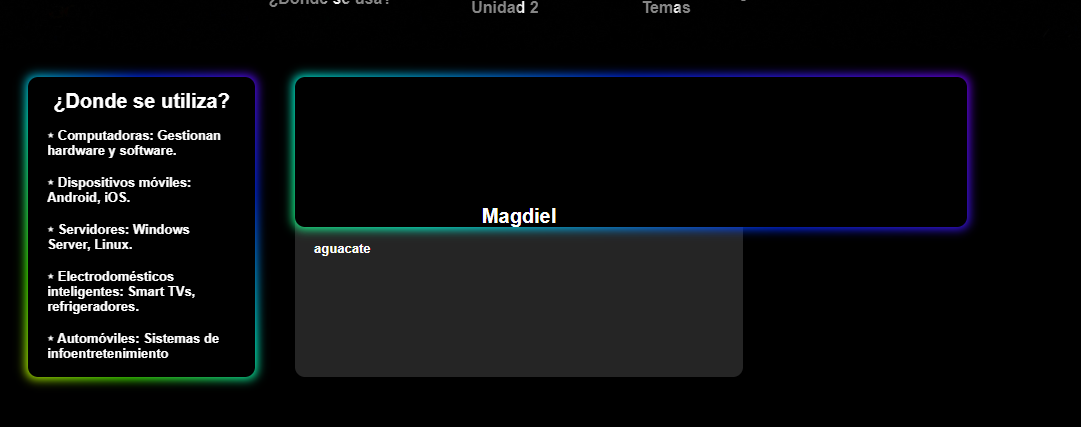 ¿Donde se usa?
Unidad 2
Temas
¿Donde se utiliza?
* Computadoras: Gestionan
hardware y software.
* Dispositivos móviles:
Android, iOS.
* Servidores: Windows
Server, Linux.
* Electrodomésticos
inteligentes: Smart TVs,
refrigeradores.
* Automóviles: Sistemas de
infoentretenimiento
Magdiel
aguacate